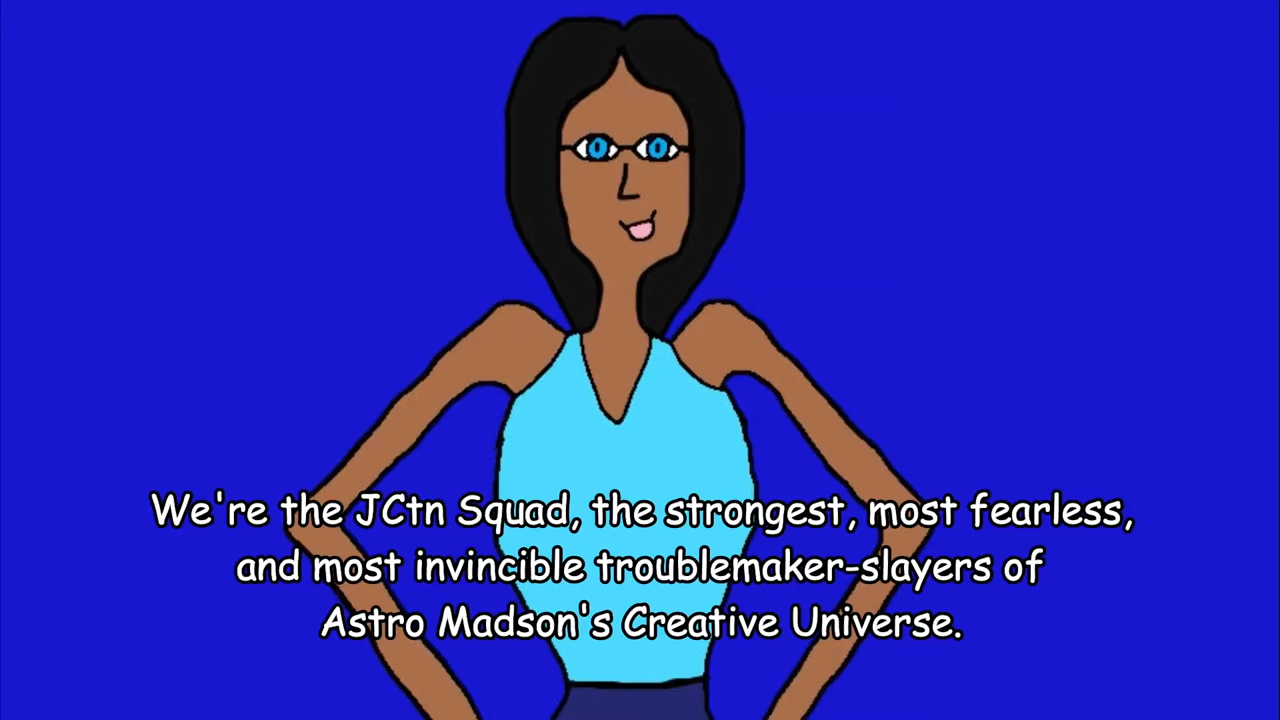 We're the JCtn Squad, the strongest, most fearless,
and most invincible troublemaker-slayers of
Astro Madson's Creative Universe.